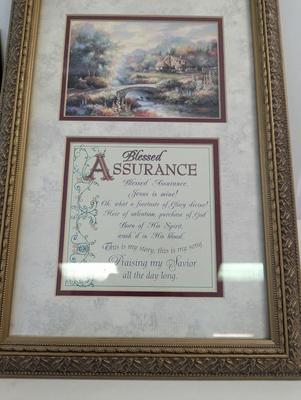 Blessed
ASSURANCE
Blessed Assurance,
Jesus is mine!
Oh, what a foretaste of Glory divine!
Heir of salvation, purchase of God
Born of His Spirit,
wash'd in His blood.
This is my story, this is my song
Praising my Savior
all the day long.